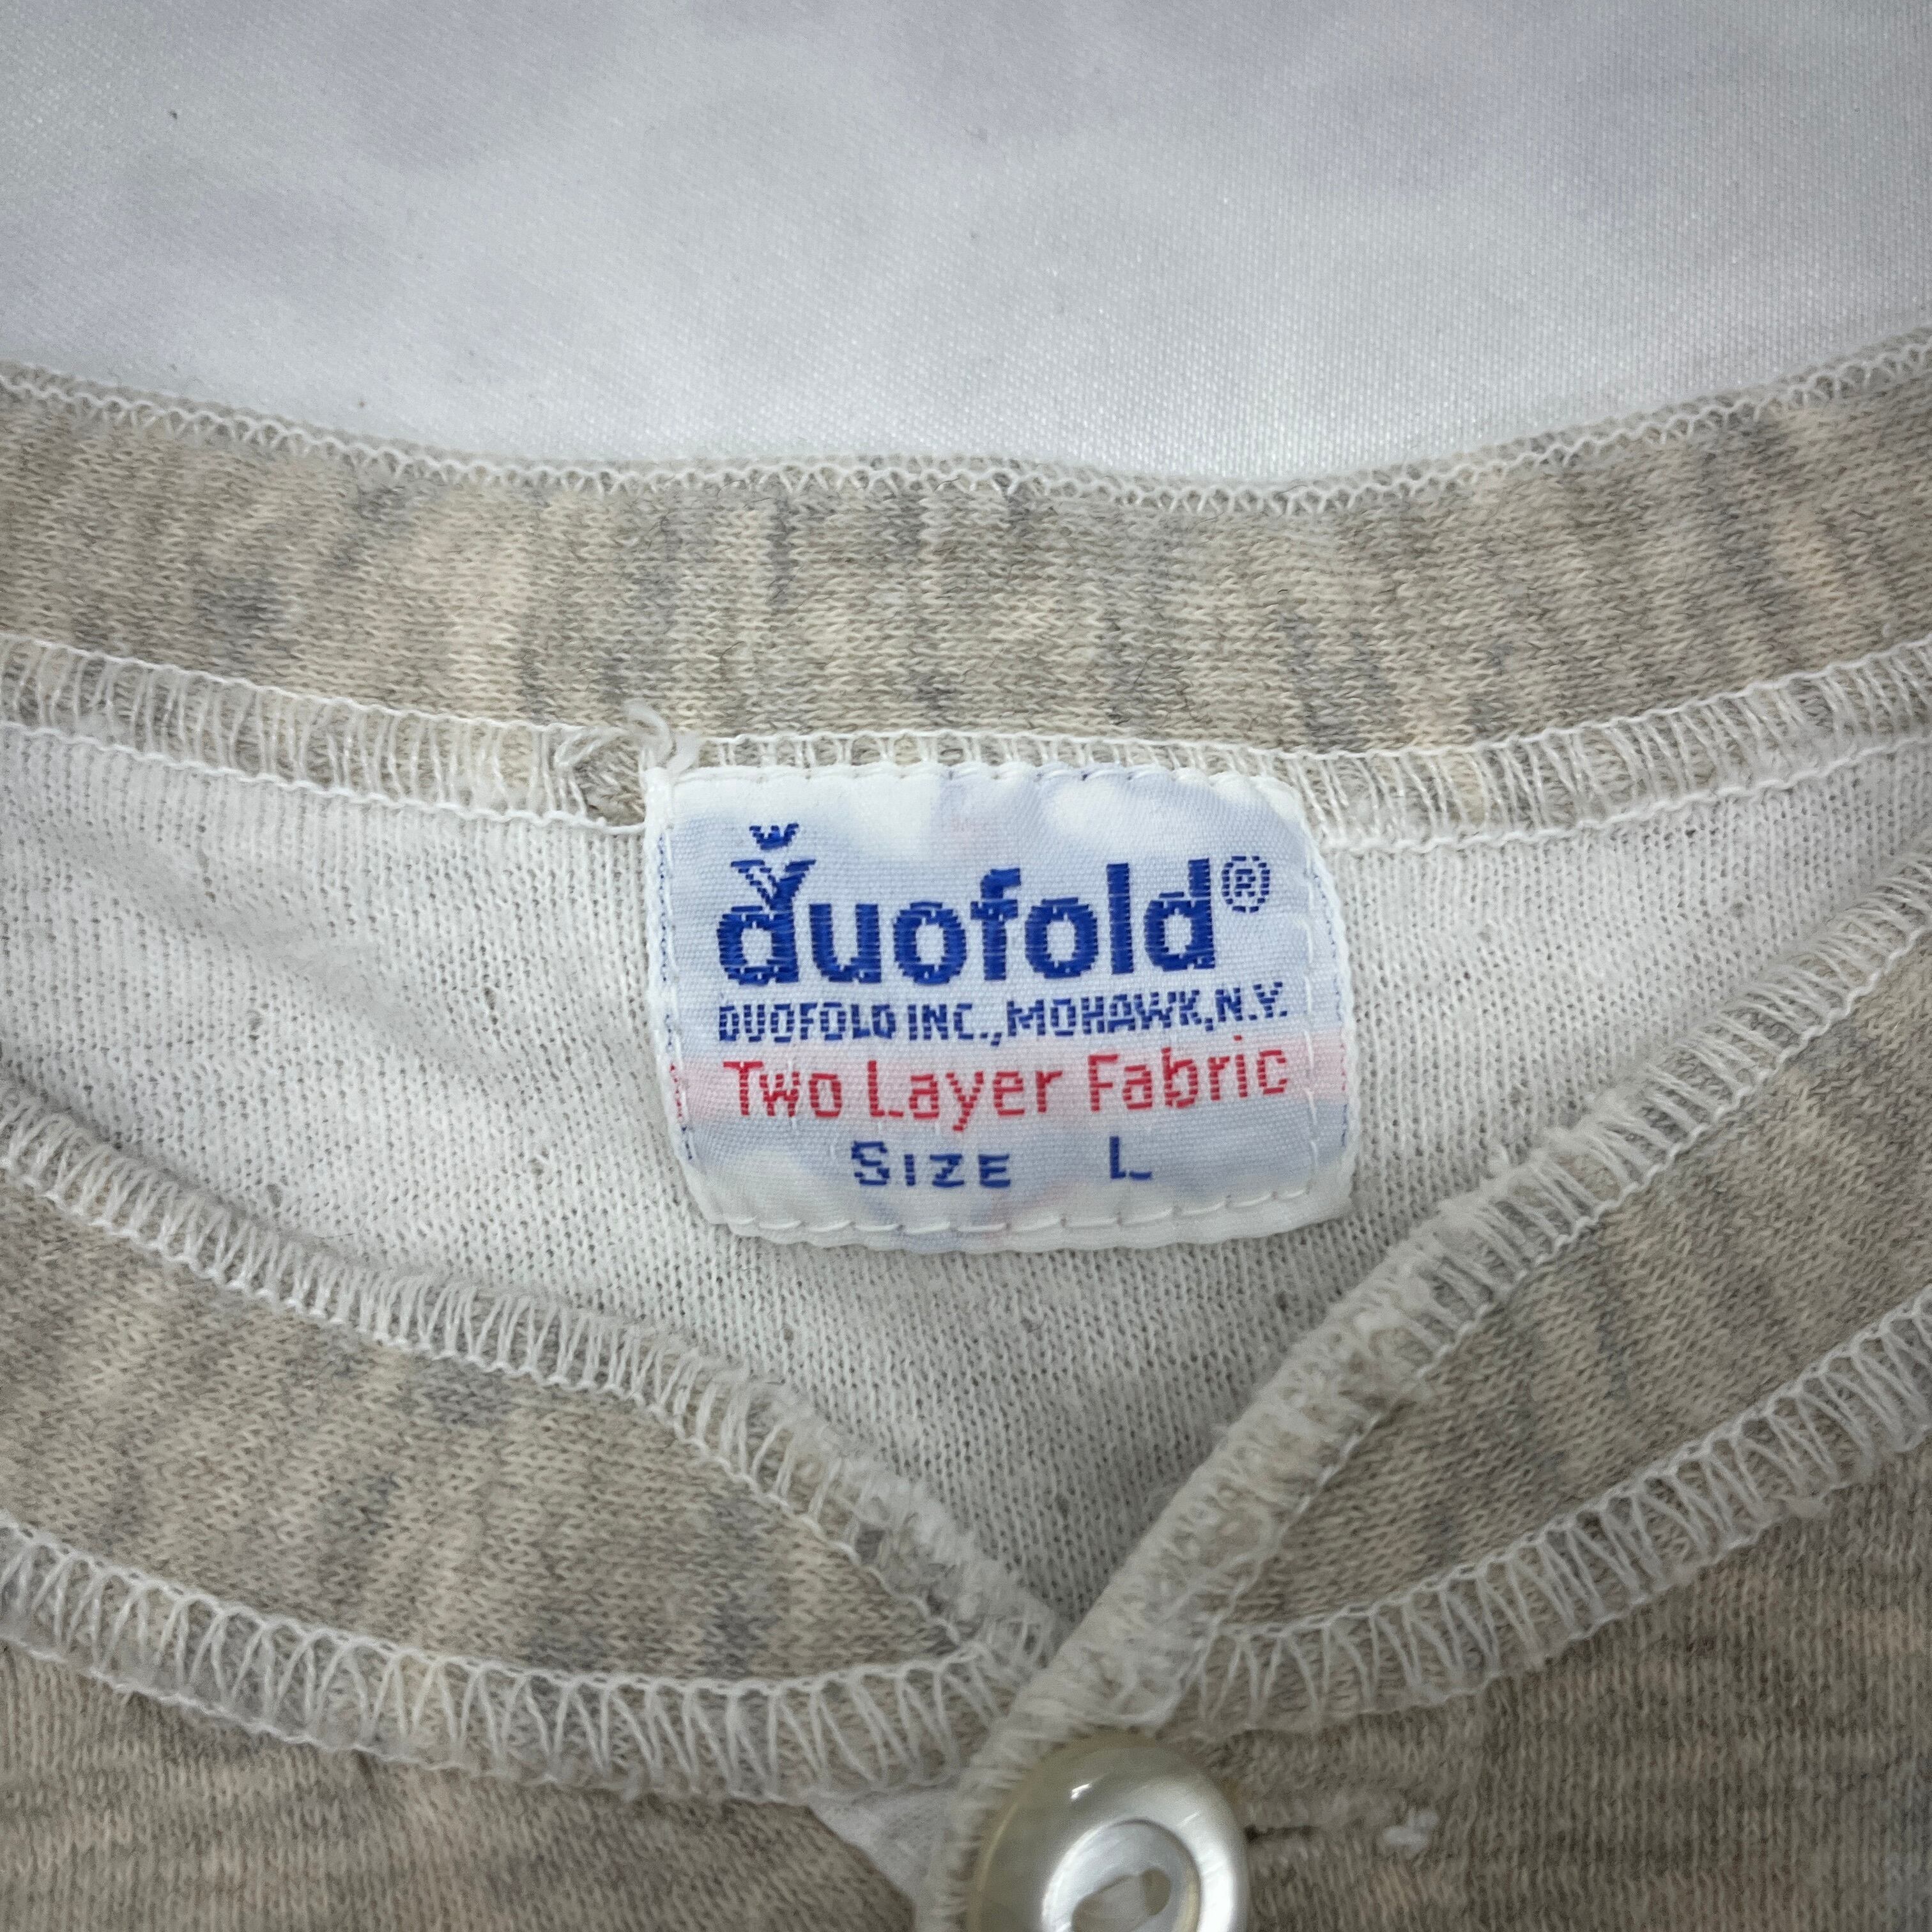 duofold®
DUOFOLD INC., MOHAWK, N.Y.
Two Layer Fabric
SIZE L